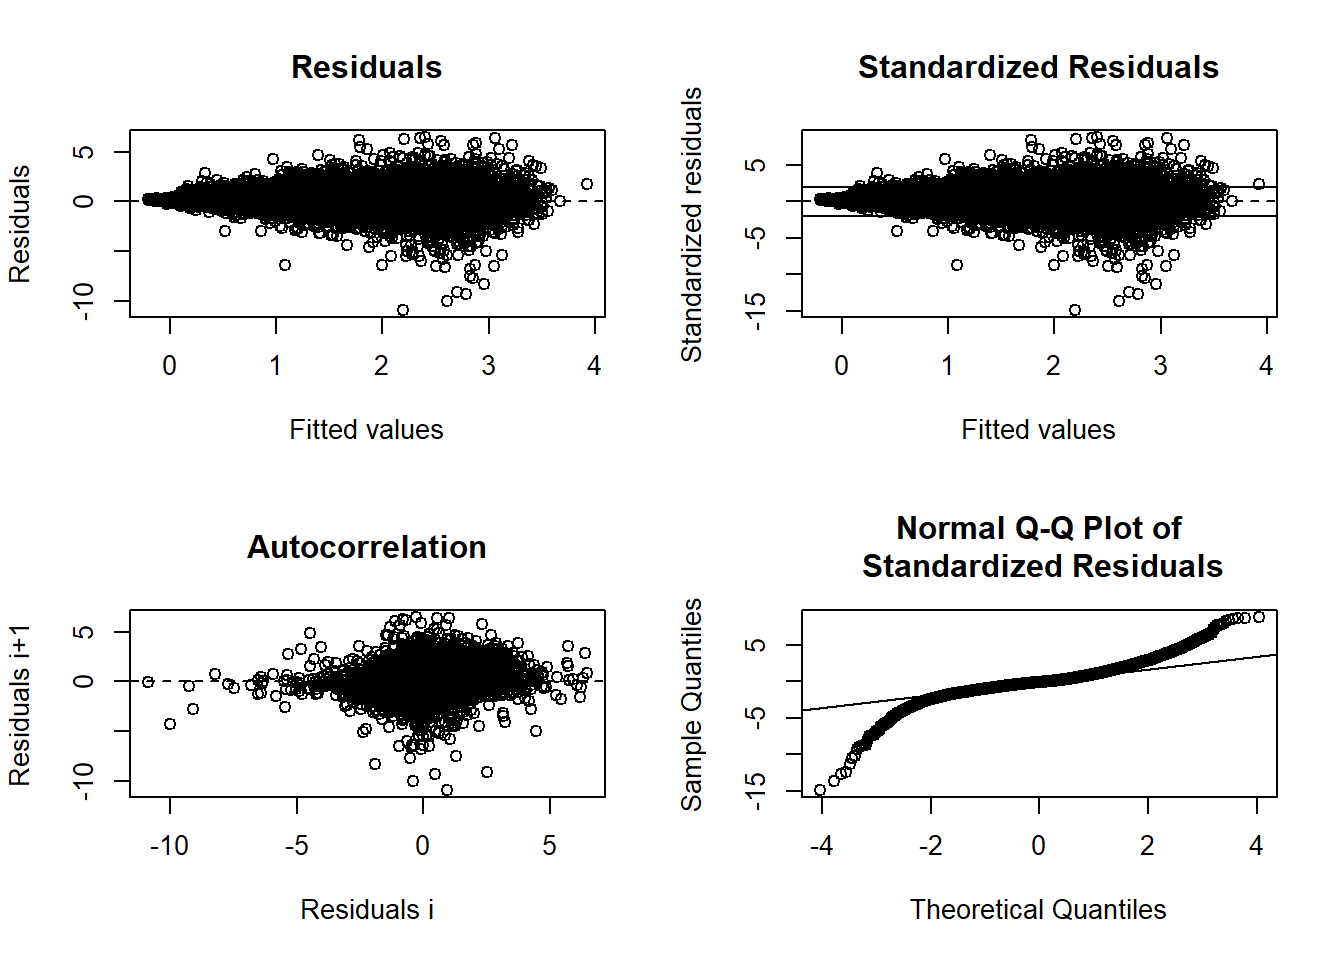 Residuals
Residuals
5
0
-10
0 1 2 3 4
Fitted values
Standardized Residuals
Standardized residuals
5
-5
-15
0 1 2 3 4
Fitted values
Autocorrelation
Residuals i+1
5
0
-10
-10 -5 0 5
Residuals i
Normal Q-Q Plot of
Standardized Residuals
Sample Quantiles
5
-5
-15
-4 -2 0 2 4
Theoretical Quantiles